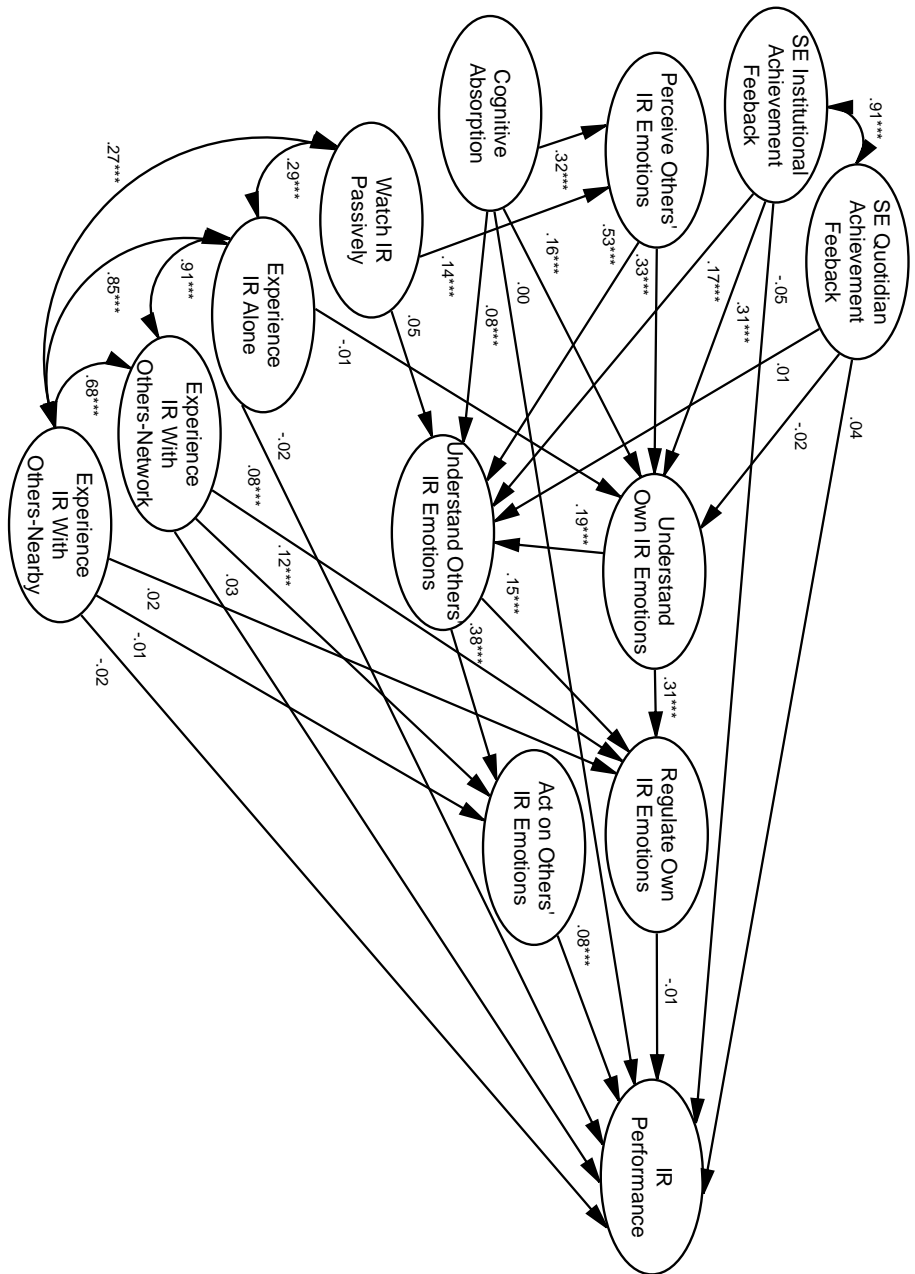 SE Institutional
Achievement
Feeback
SE Quotidian
Achievement
Feeback
Perceive Others'
IR Emotions
Cognitive
Absorption
Watch IR
Passively
Experience
IR Alone
Experience
IR With
Others-Network
Experience
IR With
Others-Nearby
Understand
Own IR Emotions
Understand Others'
IR Emotions
Regulate Own
IR Emotions
Act on Others'
IR Emotions
IR
Performance
.91***
.32***
.14***
.29***
.27***
.91***
.85***
.68***
.04
-.02
.01
-.05
.31***
.17***
.33***
.53***
.16***
.00
.08***
.05
-.01
-.02
.08***
.12***
.03
.02
-.01
-.02
.19***
.15***
.38***
.31***
-.01
.08***